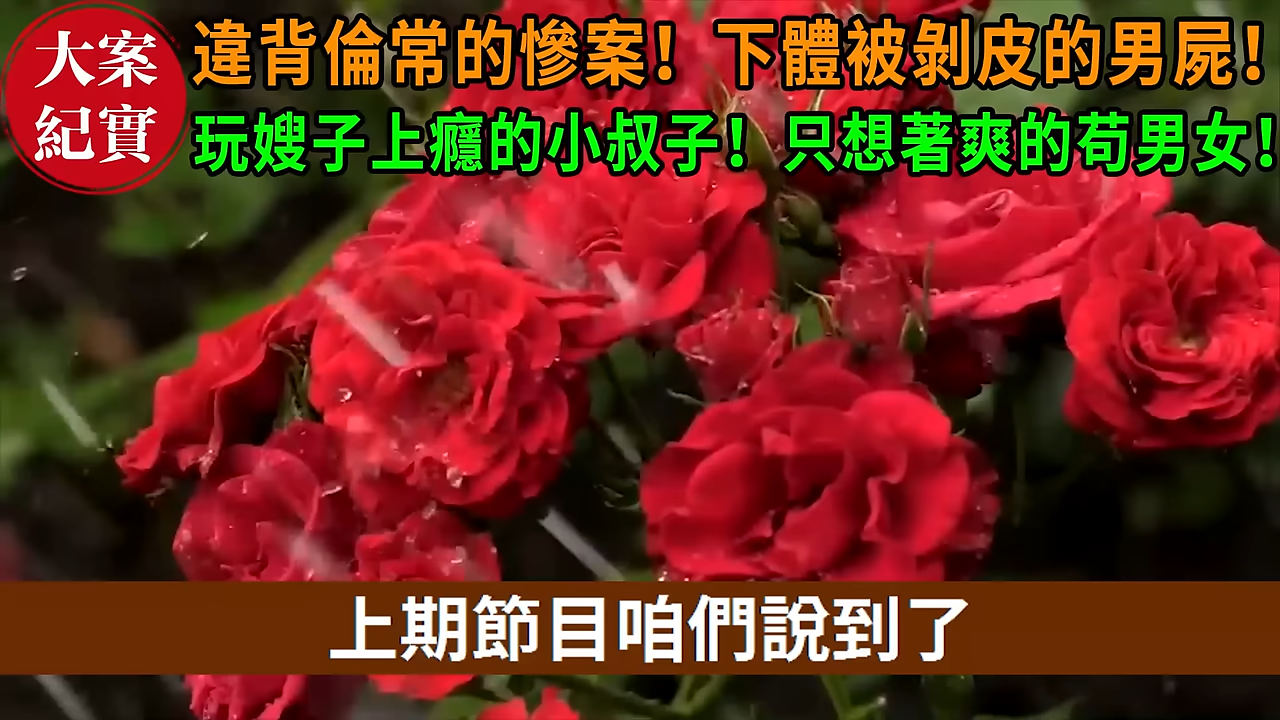 大案
紀實
違背倫常的慘案！下體被剝皮的男屍！
玩嫂子上癮的小叔子！只想著爽的苟男女！
上期節目咱們說到了